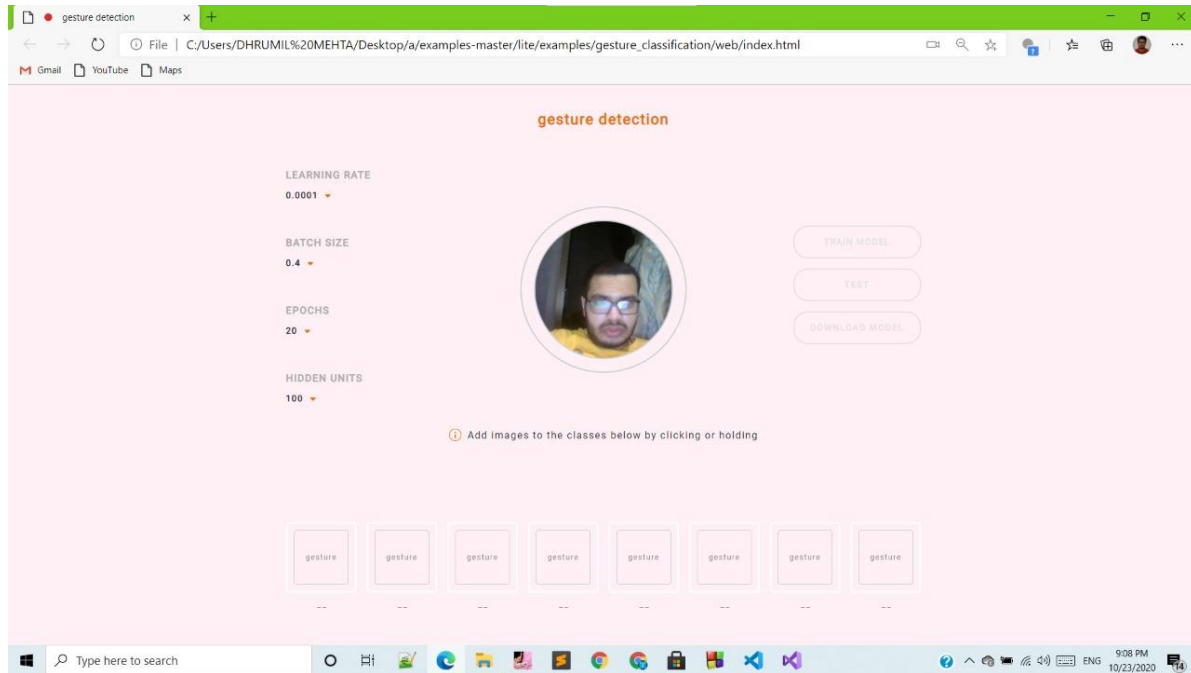 gesture detection
File | C:/Users/DHRUMIL%20MEHTA/Desktop/a/examples-master/lite/examples/gesture_classification/web/index.html
Gmail YouTube Maps
gesture detection
LEARNING RATE
0.0001
BATCH SIZE
0.4
EPOCHS
20
HIDDEN UNITS
100
TRAIN MODEL
TEST
DOWNLOAD MODEL
Add images to the classes below by clicking or holding
gesture gesture gesture gesture gesture gesture gesture gesture
-- -- -- -- -- -- -- --
Type here to search
ENG
9:08 PM
10/23/2020
14